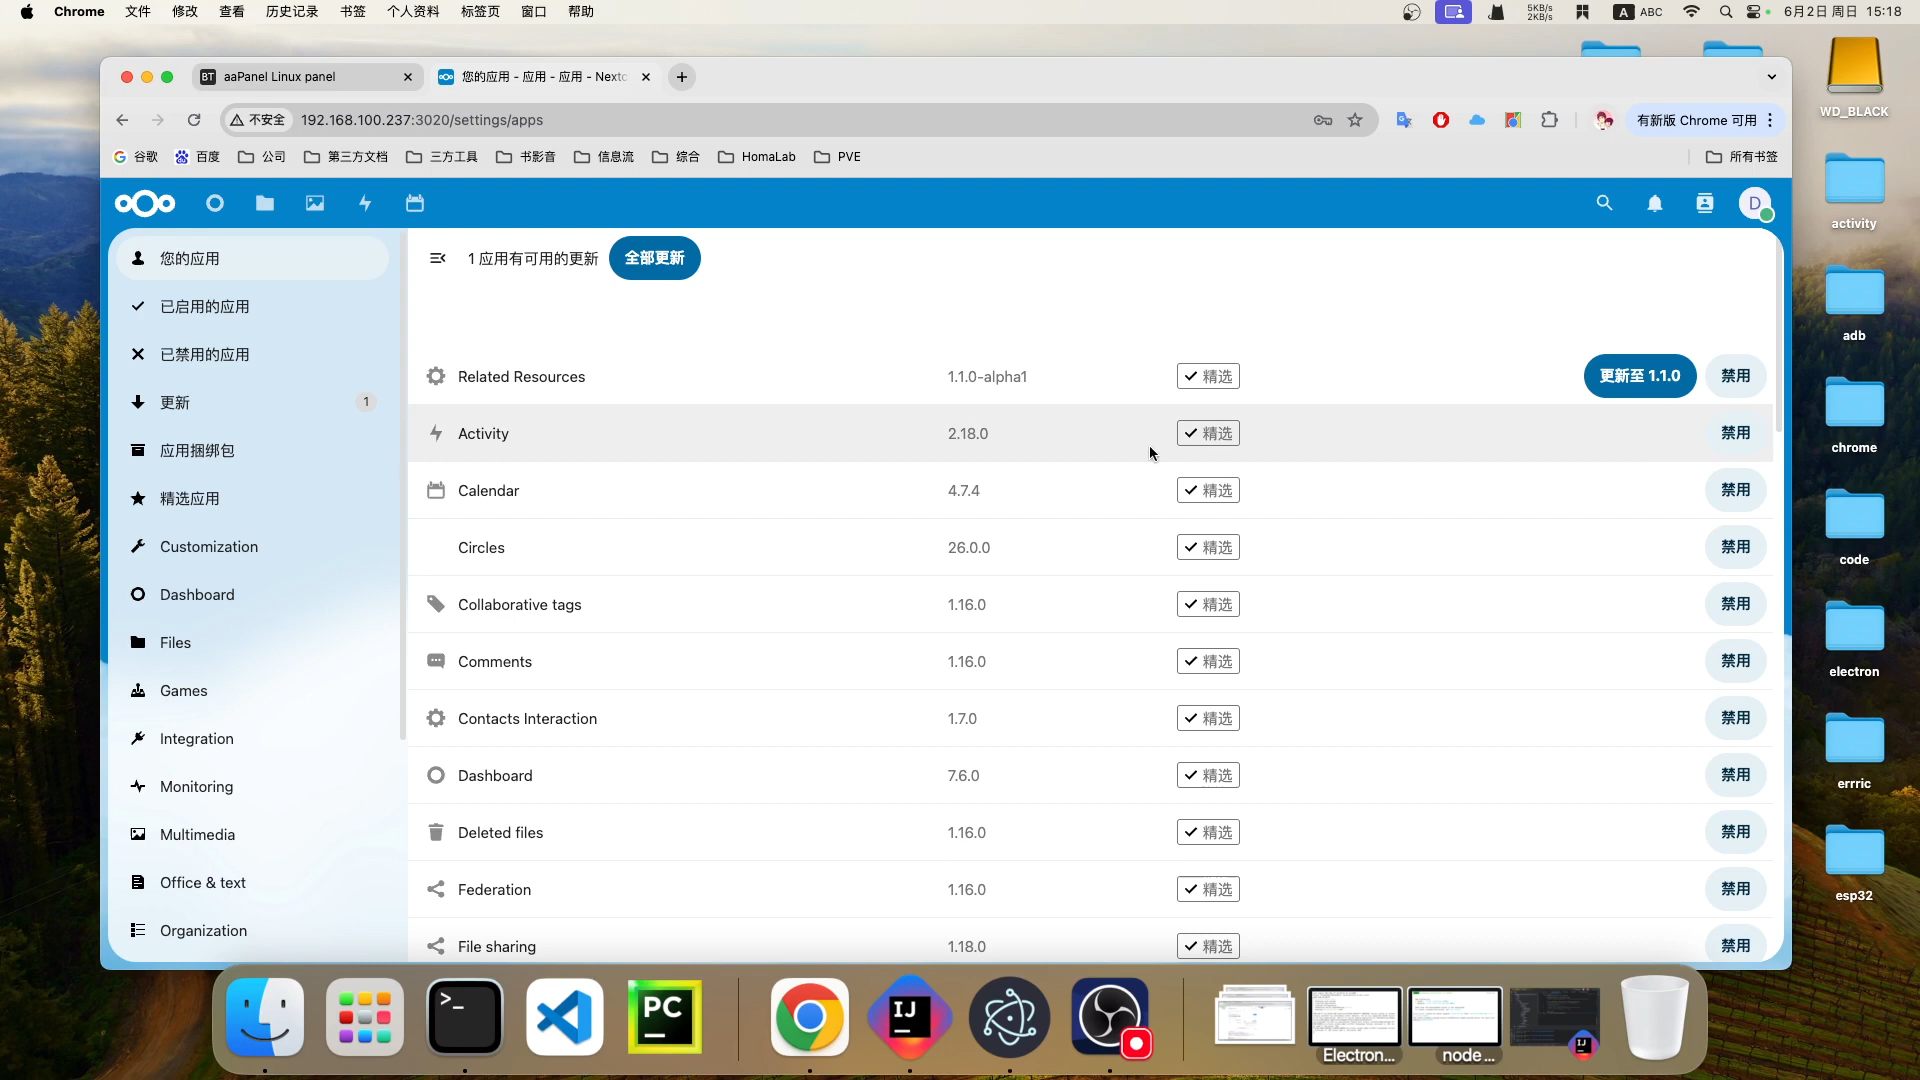 Chrome 文件 修改 查看 历史记录 书签 个人资料 标签页 窗口 帮助
5KB/s
2KB/s
A ABC
6月2日 周日 15:18
BT aaPanel Linux panel
您的应用 - 应用 - 应用 - Nextc
不安全 192.168.100.237:3020/settings/apps
有新版 Chrome 可用
谷歌 百度 公司 第三方文档 三方工具 书影音 信息流 综合 HomaLab PVE 所有书签
D
您的应用
已启用的应用
已禁用的应用
更新 1
应用捆绑包
精选应用
Customization
Dashboard
Files
Games
Integration
Monitoring
Multimedia
Office & text
Organization
1 应用有可用的更新 全部更新
Related Resources 1.1.0-alpha1 精选 更新至 1.1.0 禁用
Activity 2.18.0 精选 禁用
Calendar 4.7.4 精选 禁用
Circles 26.0.0 精选 禁用
Collaborative tags 1.16.0 精选 禁用
Comments 1.16.0 精选 禁用
Contacts Interaction 1.7.0 精选 禁用
Dashboard 7.6.0 精选 禁用
Deleted files 1.16.0 精选 禁用
Federation 1.16.0 精选 禁用
File sharing 1.18.0 精选 禁用
WD_BLACK
activity
adb
chrome
code
electron
errric
esp32
>_
PC
IJ
Electron...
node ...
IJ